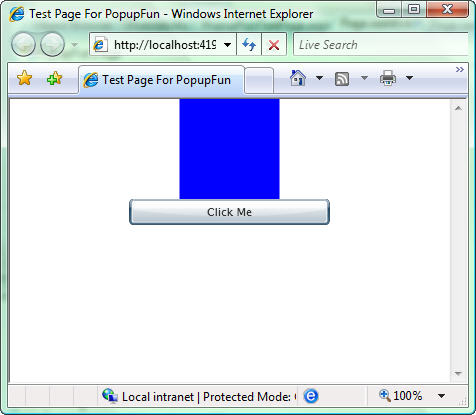 Test Page For PopupFun - Windows Internet Explorer
http://localhost:419
Live Search
Test Page For PopupFun
»
Click Me
Local intranet | Protected Mode:
100%